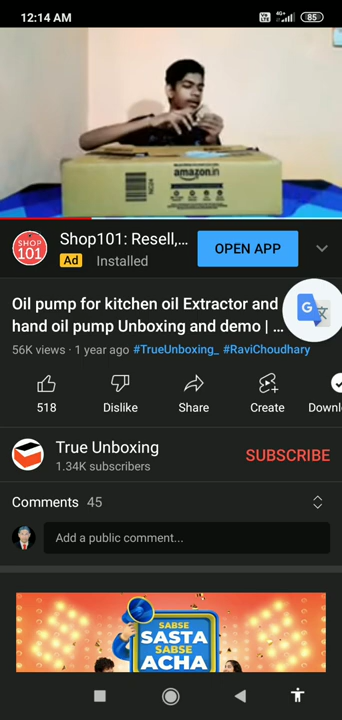 12:14 AM
4G+
85
amazon.in
SHOP
101
Shop101: Resell,...
OPEN APP
Ad
Installed
Oil pump for kitchen oil Extractor and
hand oil pump Unboxing and demo | ...
G
56K views · 1 year ago #TrueUnboxing_ #RaviChoudhary
518
Dislike
Share
Create
Downl
True Unboxing
1.34K subscribers
SUBSCRIBE
Comments 45
Add a public comment...
SABSE
SASTA
SABSE
ACHA